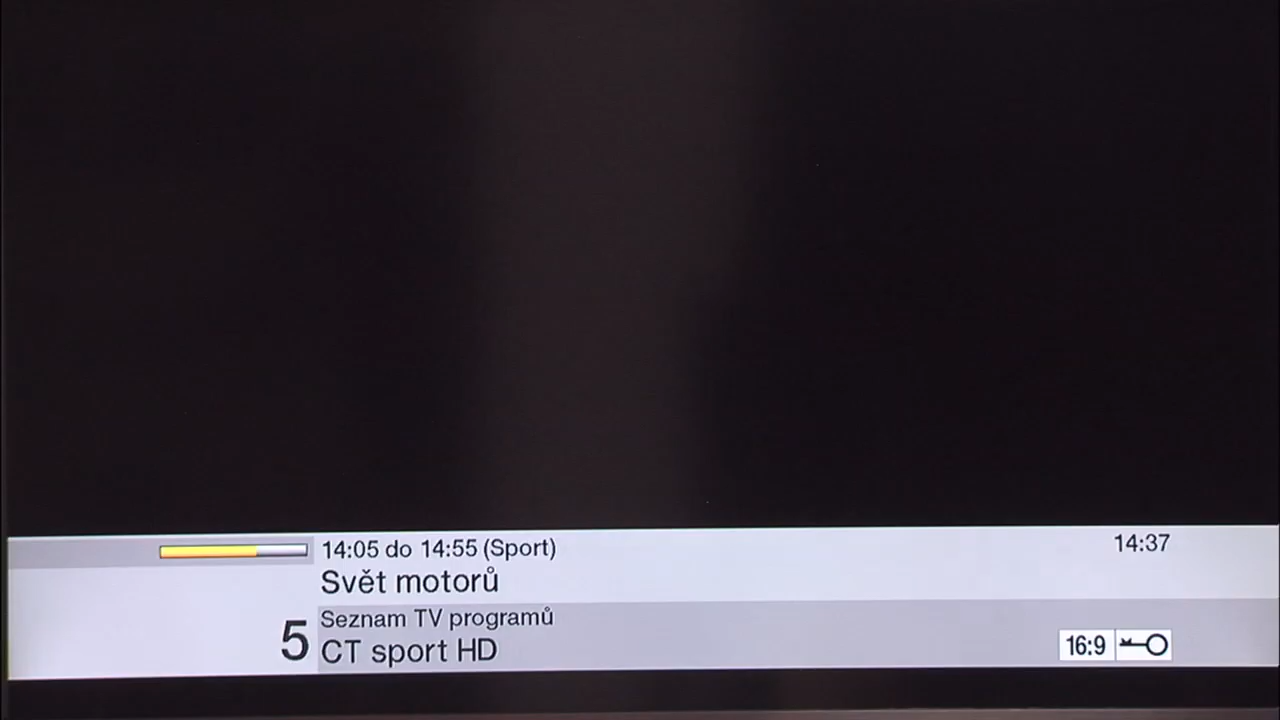 14:05 do 14:55 (Sport)
14:37
Svět motorů
Seznam TV programů
5 CT sport HD
16:9